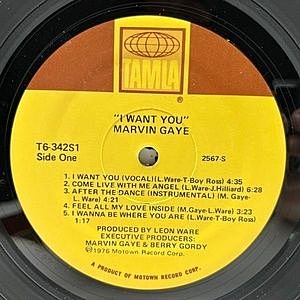 TAMLA
®
"I WANT YOU"
MARVIN GAYE
T6-342S1
Side One
2567-S
1. I WANT YOU (VOCAL) (L.Ware-T-Boy Ross) 4:35
2. COME LIVE WITH ME ANGEL (L.Ware-J.Hilliard) 6:28
3. AFTER THE DANCE (INSTRUMENTAL) (M. Gaye-
L. Ware) 4:21
4. FEEL ALL MY LOVE INSIDE (M.Gaye-L. Ware) 3:23
5. I WANNA BE WHERE YOU ARE (L.Ware-T-Boy Ross)
1:17
PRODUCED BY LEON WARE
EXECUTIVE PRODUCERS:
MARVIN GAYE & BERRY GORDY
©1976 Motown Record Corp.
A PRODUCT OF MOTOWN RECORD CORP.